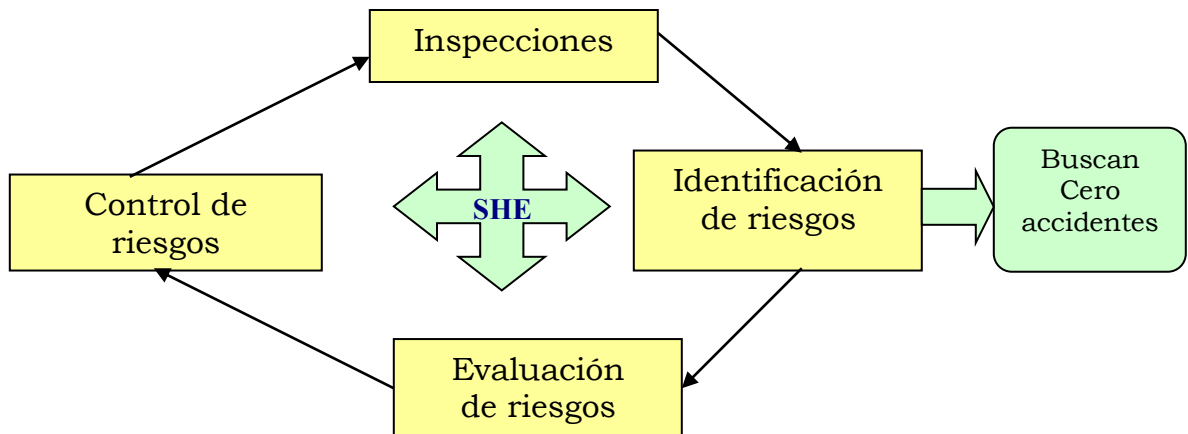 Inspecciones
Identificación
de riesgos
Buscan
Cero
accidentes
SHE
Control de
riesgos
Evaluación
de riesgos